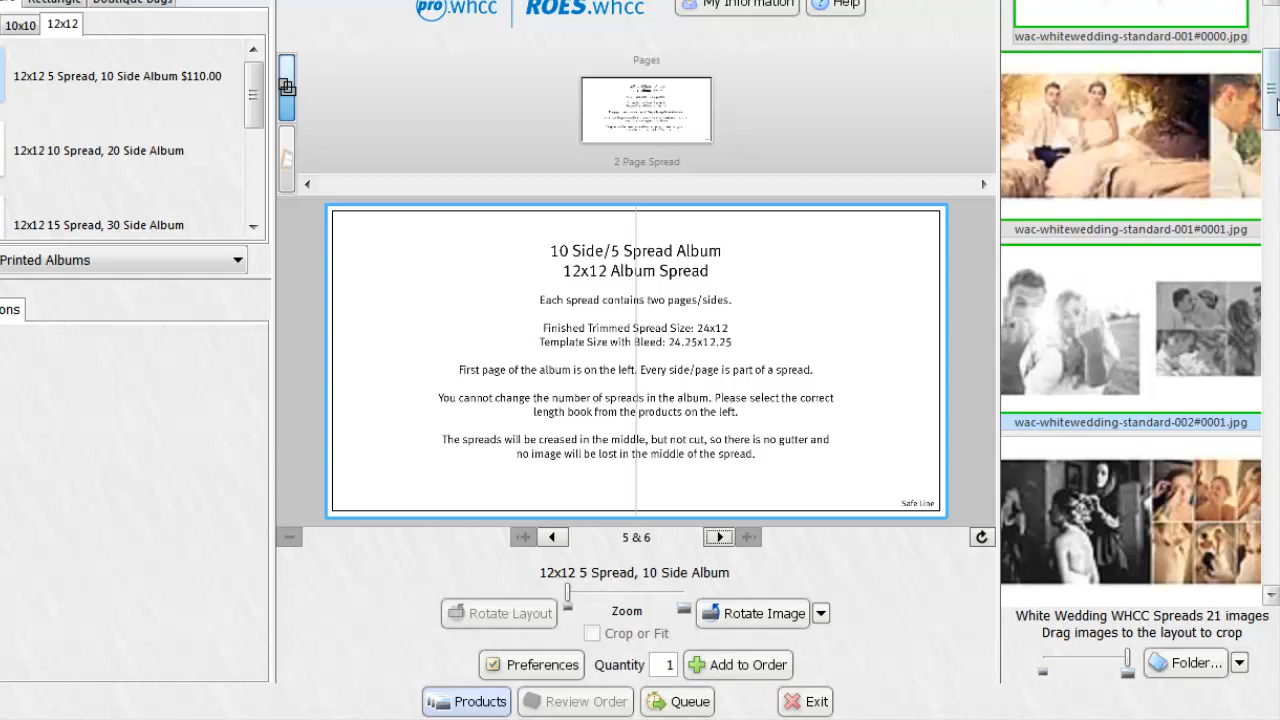 Rectangle
Boutique Bags
10x10
12x12
12x12 5 Spread, 10 Side Album $110.00
12x12 10 Spread, 20 Side Album
12x12 15 Spread, 30 Side Album
Printed Albums
ons
pro.whcc
ROES.whcc
My Information
Help
Pages
2 Page Spread
10 Side/5 Spread Album
12x12 Album Spread
Each spread contains two pages/sides.
Finished Trimmed Spread Size: 24x12
Template Size with Bleed: 24.25x12.25
First page of the album is on the left. Every side/page is part of a spread.
You cannot change the number of spreads in the album. Please select the correct
length book from the products on the left.
The spreads will be creased in the middle, but not cut, so there is no gutter and
no image will be lost in the middle of the spread.
Safe Line
5 & 6
12x12 5 Spread, 10 Side Album
Rotate Layout
Zoom
Rotate Image
Crop or Fit
Preferences
Quantity 1
Add to Order
Products
Review Order
Queue
Exit
wac-whitewedding-standard-001#0000.jpg
wac-whitewedding-standard-001#0001.jpg
wac-whitewedding-standard-002#0001.jpg
White Wedding WHCC Spreads 21 images
Drag images to the layout to crop
Folder...